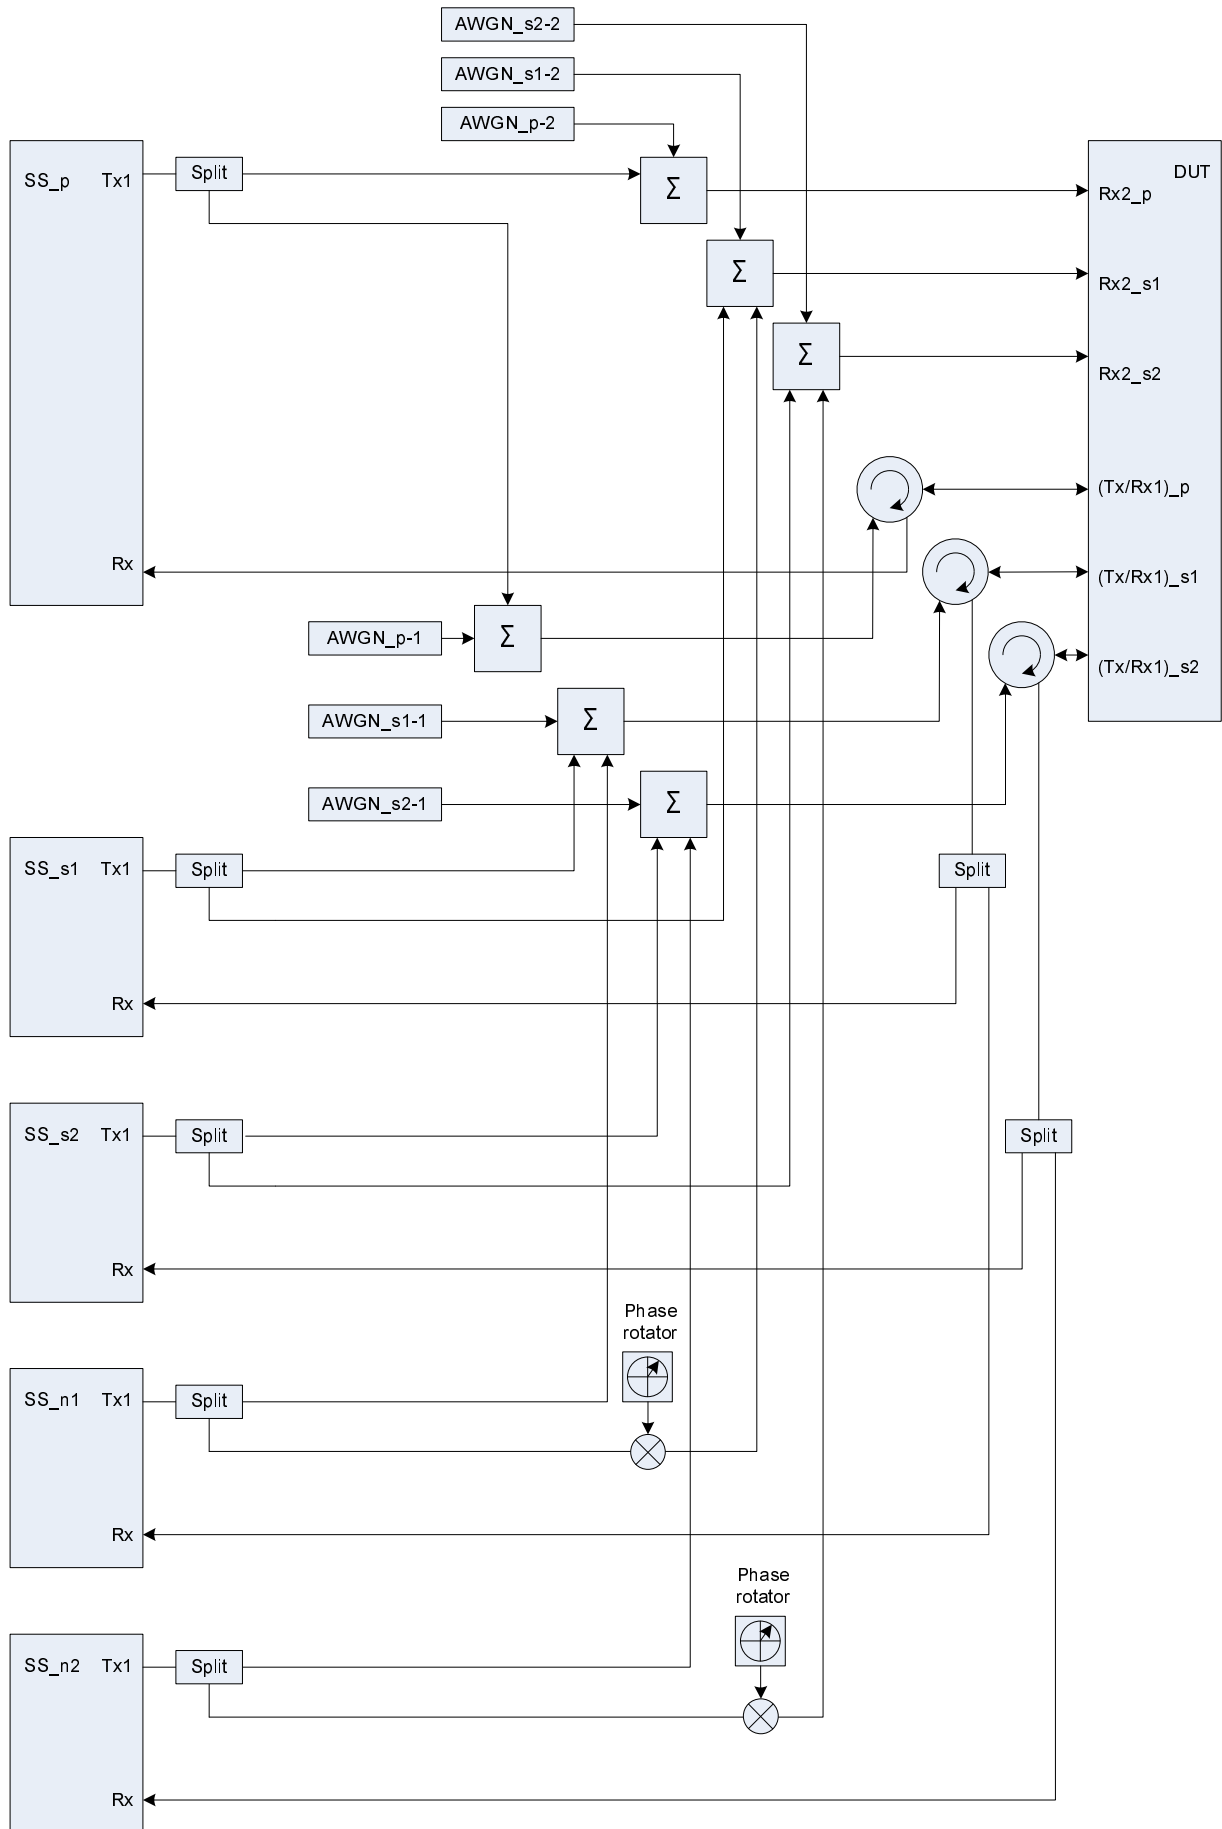 AWGN_s2-2
AWGN_s1-2
AWGN_p-2
SS_p Tx1
Split
Σ
DUT
Rx2_p
Σ
Rx2_s1
Σ
Rx2_s2
(Tx/Rx1)_p
Rx
(Tx/Rx1)_s1
AWGN_p-1
Σ
(Tx/Rx1)_s2
AWGN_s1-1
Σ
AWGN_s2-1
Σ
SS_s1 Tx1
Split
Split
Rx
SS_s2 Tx1
Split
Split
Rx
Phase
rotator
SS_n1 Tx1
Split
Rx
Phase
rotator
SS_n2 Tx1
Split
Rx